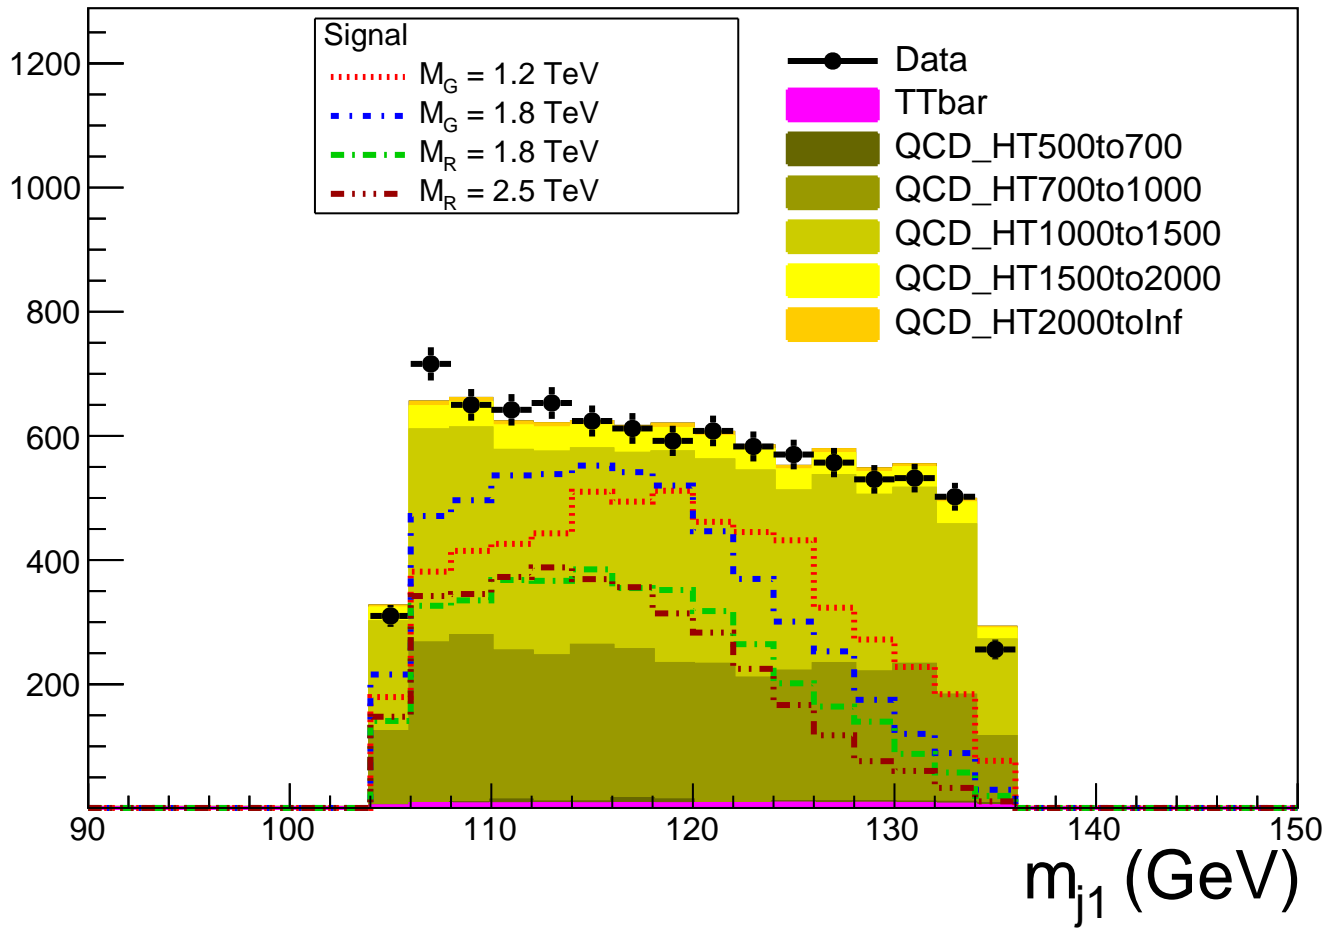 Signal
M_G = 1.2 TeV
M_G = 1.8 TeV
M_R = 1.8 TeV
M_R = 2.5 TeV
Data
TTbar
QCD_HT500to700
QCD_HT700to1000
QCD_HT1000to1500
QCD_HT1500to2000
QCD_HT2000toInf
1200
1000
800
600
400
200
90 100 110 120 130 140 150
m_j1 (GeV)